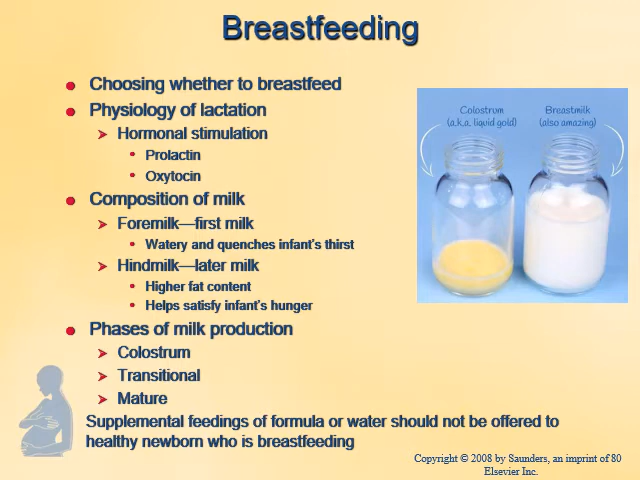 Breastfeeding
Choosing whether to breastfeed
Physiology of lactation
Hormonal stimulation
Prolactin
Oxytocin
Composition of milk
Foremilk—first milk
Watery and quenches infant's thirst
Hindmilk—later milk
Higher fat content
Helps satisfy infant's hunger
Phases of milk production
Colostrum
Transitional
Mature
Supplemental feedings of formula or water should not be offered to
healthy newborn who is breastfeeding
Colostrum
(a.k.a. liquid gold)
Breastmilk
(also amazing)
Copyright © 2008 by Saunders, an imprint of 80
Elsevier Inc.